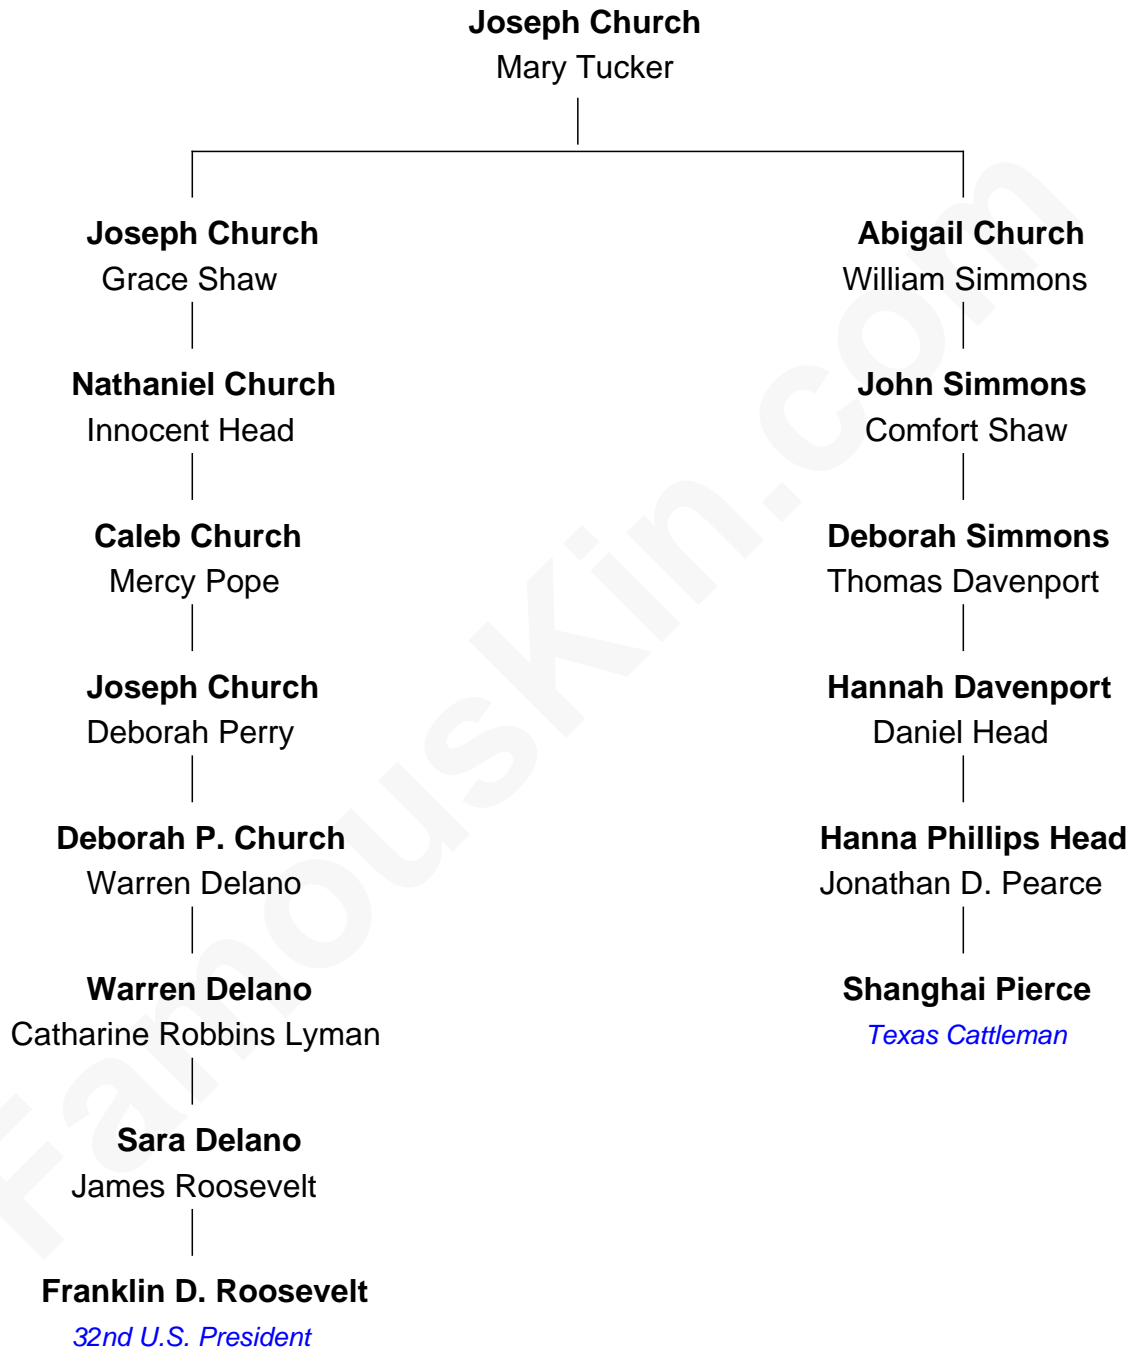 Joseph Church
Mary Tucker
Joseph Church
Grace Shaw
Abigail Church
William Simmons
Nathaniel Church
Innocent Head
John Simmons
Comfort Shaw
Caleb Church
Mercy Pope
Deborah Simmons
Thomas Davenport
Joseph Church
Deborah Perry
Hannah Davenport
Daniel Head
Deborah P. Church
Warren Delano
Hanna Phillips Head
Jonathan D. Pearce
Warren Delano
Catharine Robbins Lyman
Shanghai Pierce
Texas Cattleman
Sara Delano
James Roosevelt
Franklin D. Roosevelt
32nd U.S. President
FamousKin.com